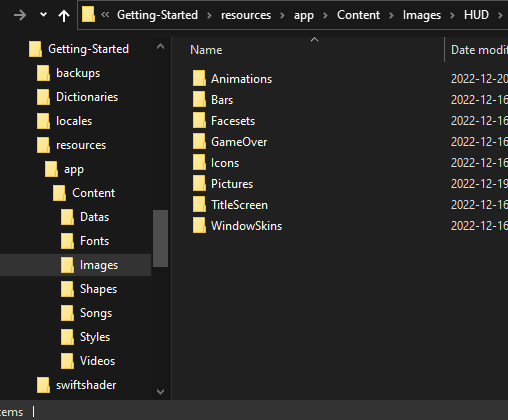 Getting-Started > resources > app > Content > Images > HUD >
Name Date modif
Getting-Started
backups
Dictionaries
locales
resources
app
Content
Datas
Fonts
Images
Shapes
Songs
Styles
Videos
swiftshader
Animations 2022-12-20
Bars 2022-12-16
Facesets 2022-12-16
GameOver 2022-12-16
Icons 2022-12-16
Pictures 2022-12-19
TitleScreen 2022-12-16
WindowSkins 2022-12-16
tems